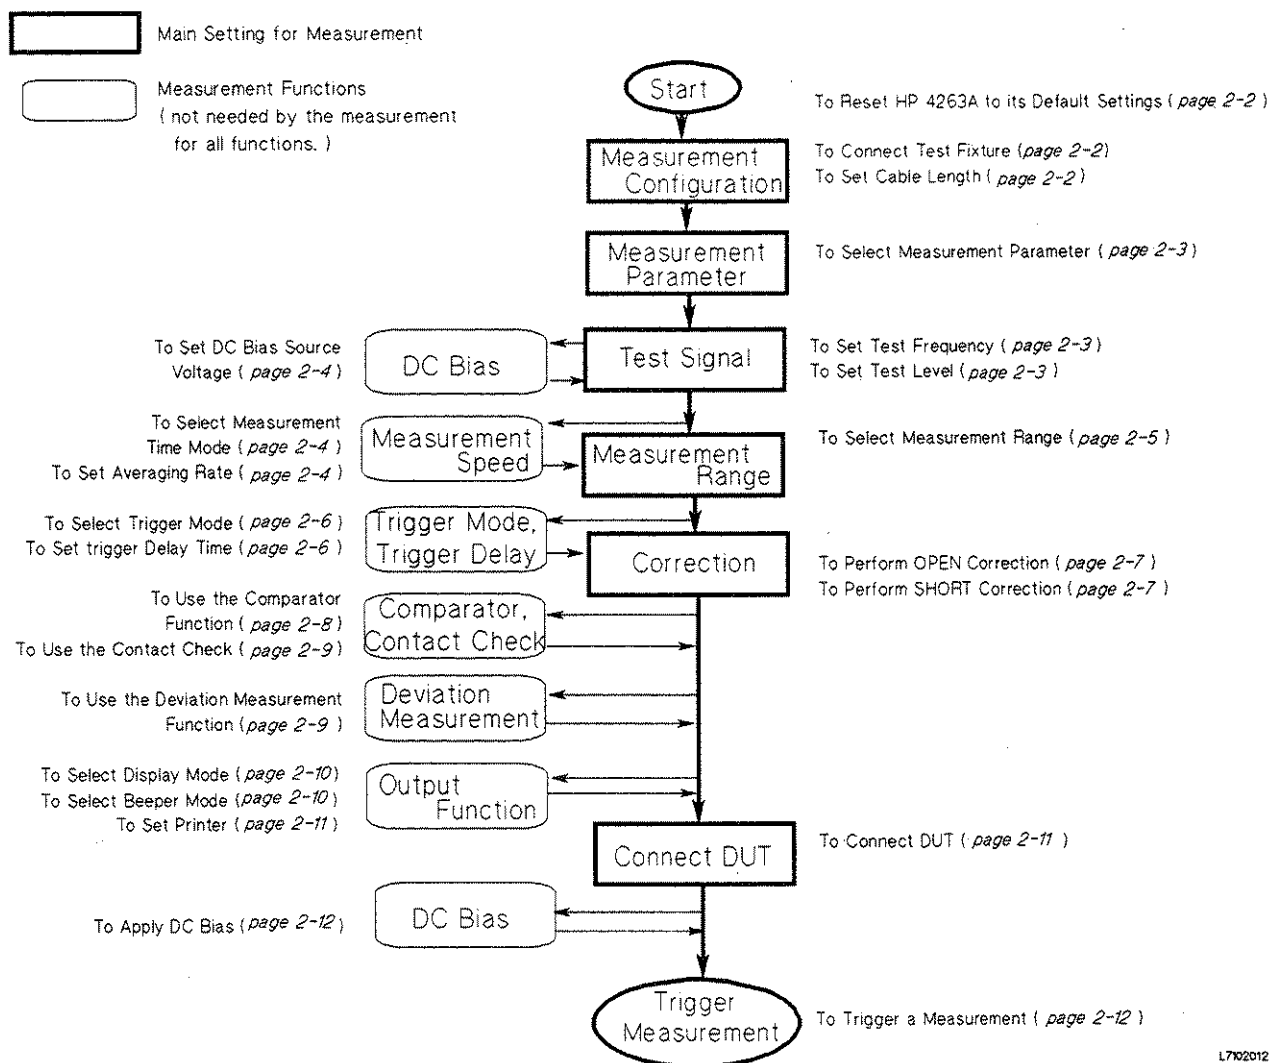 Main Setting for Measurement
Measurement Functions
( not needed by the measurement
for all functions. )
Start
To Reset HP 4263A to its Default Settings ( page 2-2 )
Measurement
Configuration
To Connect Test Fixture (page 2-2)
To Set Cable Length ( page 2-2 )
Measurement
Parameter
To Select Measurement Parameter ( page 2-3 )
To Set DC Bias Source
Voltage ( page 2-4 )
DC Bias
Test Signal
To Set Test Frequency ( page 2-3 )
To Set Test Level ( page 2-3 )
To Select Measurement
Time Mode ( page 2-4 )
To Set Averaging Rate ( page 2-4 )
Measurement
Speed
Measurement
Range
To Select Measurement Range ( page 2-5 )
To Select Trigger Mode ( page 2-6 )
To Set trigger Delay Time ( page 2-6 )
Trigger Mode,
Trigger Delay
Correction
To Perform OPEN Correction ( page 2-7 )
To Perform SHORT Correction ( page 2-7 )
To Use the Comparator
Function ( page 2-8 )
To Use the Contact Check ( page 2-9 )
Comparator,
Contact Check
To Use the Deviation Measurement
Function ( page 2-9 )
Deviation
Measurement
To Select Display Mode ( page 2-10 )
To Select Beeper Mode (page 2-10 )
To Set Printer ( page 2-11 )
Output
Function
Connect DUT
To Connect DUT ( page 2-11 )
To Apply DC Bias ( page 2-12 )
DC Bias
Trigger
Measurement
To Trigger a Measurement ( page 2-12 )
L7102012